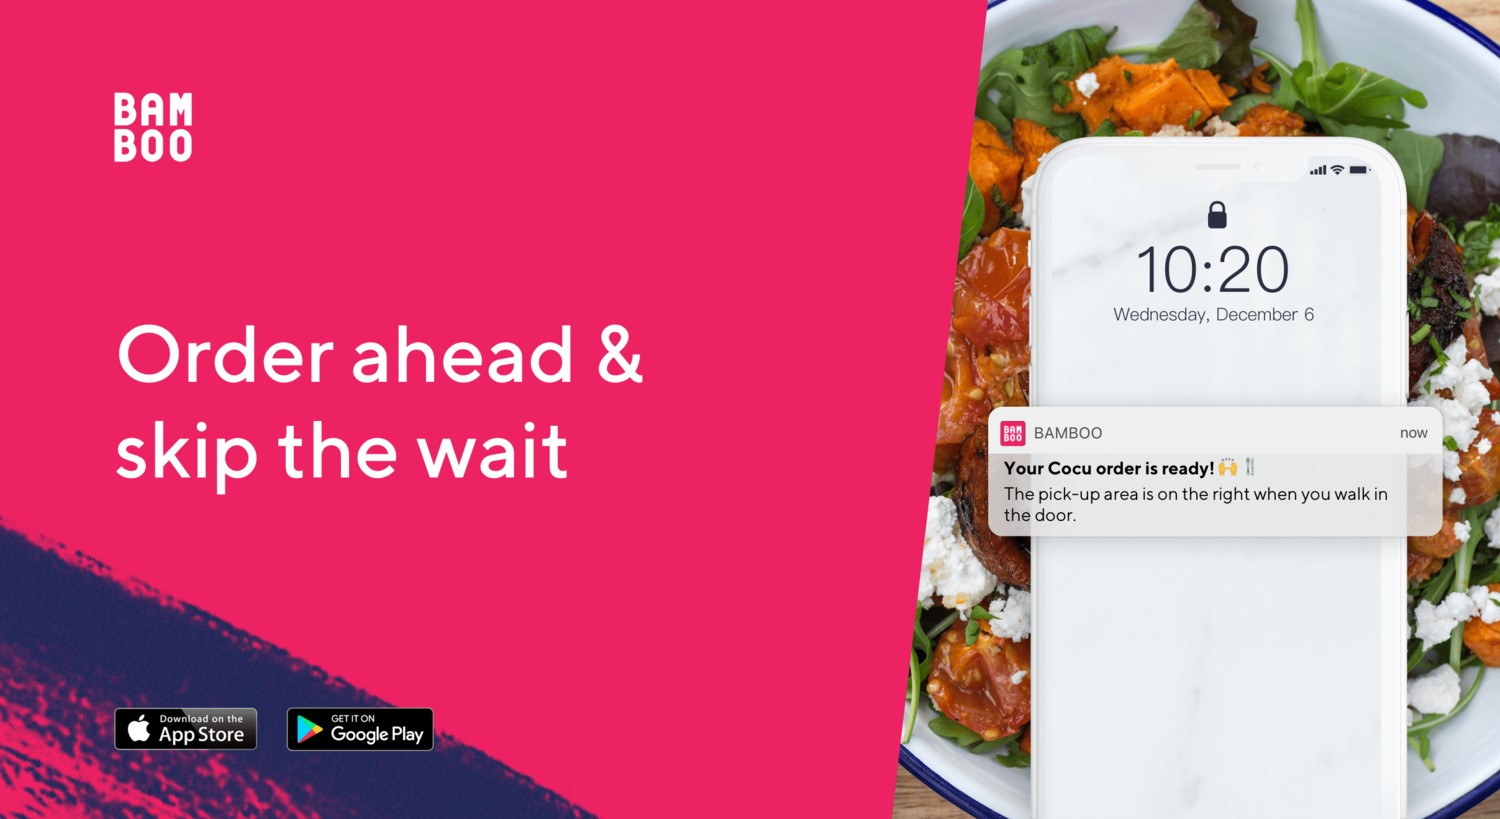 BAM
BOO
Order ahead &
skip the wait
Download on the
App Store
GET IT ON
Google Play
10:20
Wednesday, December 6
BAM
BOO
BAMBOO
now
Your Cocu order is ready! 🙌 🍴
The pick-up area is on the right when you walk in
the door.